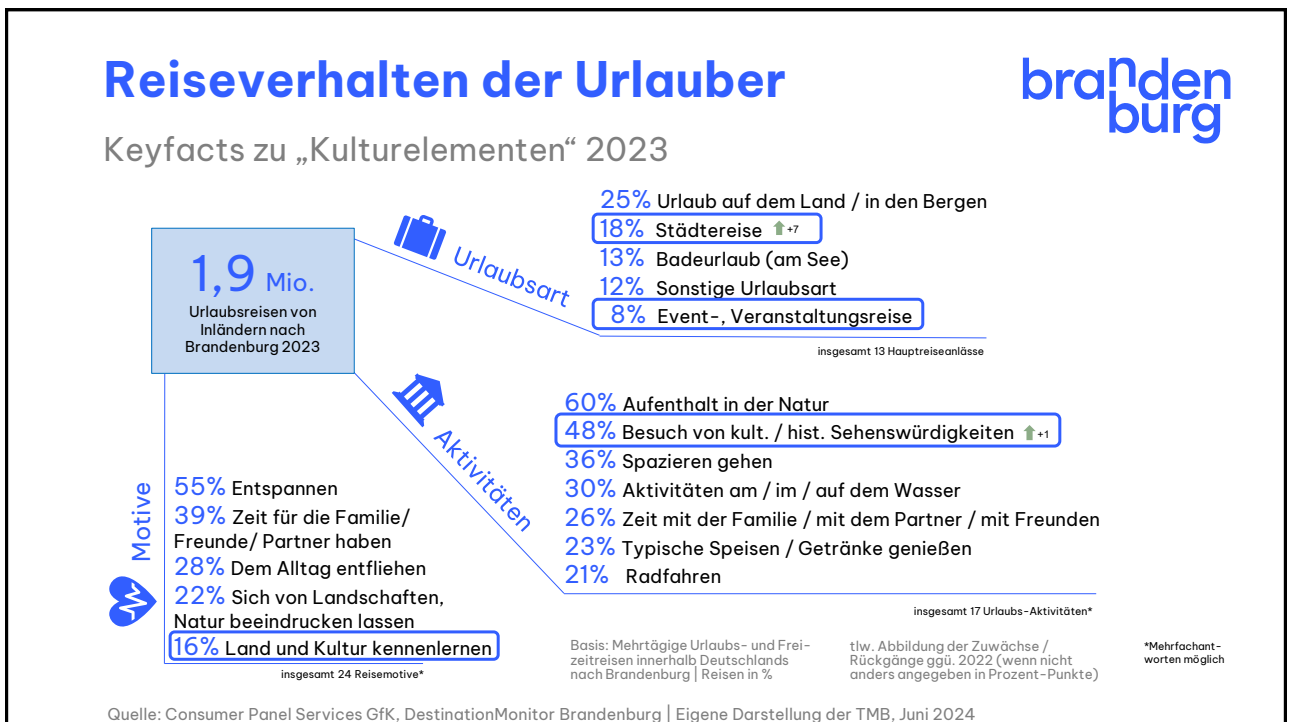 Reiseverhalten der Urlauber
branden
burg
Keyfacts zu „Kulturelementen“ 2023
1,9 Mio.
Urlaubsreisen von
Inländern nach
Brandenburg 2023
Urlaubsart
25% Urlaub auf dem Land / in den Bergen
18% Städtereise +7
13% Badeurlaub (am See)
12% Sonstige Urlaubsart
8% Event-, Veranstaltungsreise
insgesamt 13 Hauptreiseanlässe
Aktivitäten
60% Aufenthalt in der Natur
48% Besuch von kult. / hist. Sehenswürdigkeiten +1
36% Spazieren gehen
30% Aktivitäten am / im / auf dem Wasser
26% Zeit mit der Familie / mit dem Partner / mit Freunden
23% Typische Speisen / Getränke genießen
21% Radfahren
insgesamt 17 Urlaubs-Aktivitäten*
Motive
55% Entspannen
39% Zeit für die Familie/
Freunde/ Partner haben
28% Dem Alltag entfliehen
22% Sich von Landschaften,
Natur beeindrucken lassen
16% Land und Kultur kennenlernen
insgesamt 24 Reisemotive*
Basis: Mehrtägige Urlaubs- und Frei-
zeitreisen innerhalb Deutschlands
nach Brandenburg | Reisen in %
tlw. Abbildung der Zuwächse /
Rückgänge ggü. 2022 (wenn nicht
anders angegeben in Prozent-Punkte)
*Mehrfachant-
worten möglich
Quelle: Consumer Panel Services GfK, DestinationMonitor Brandenburg | Eigene Darstellung der TMB, Juni 2024